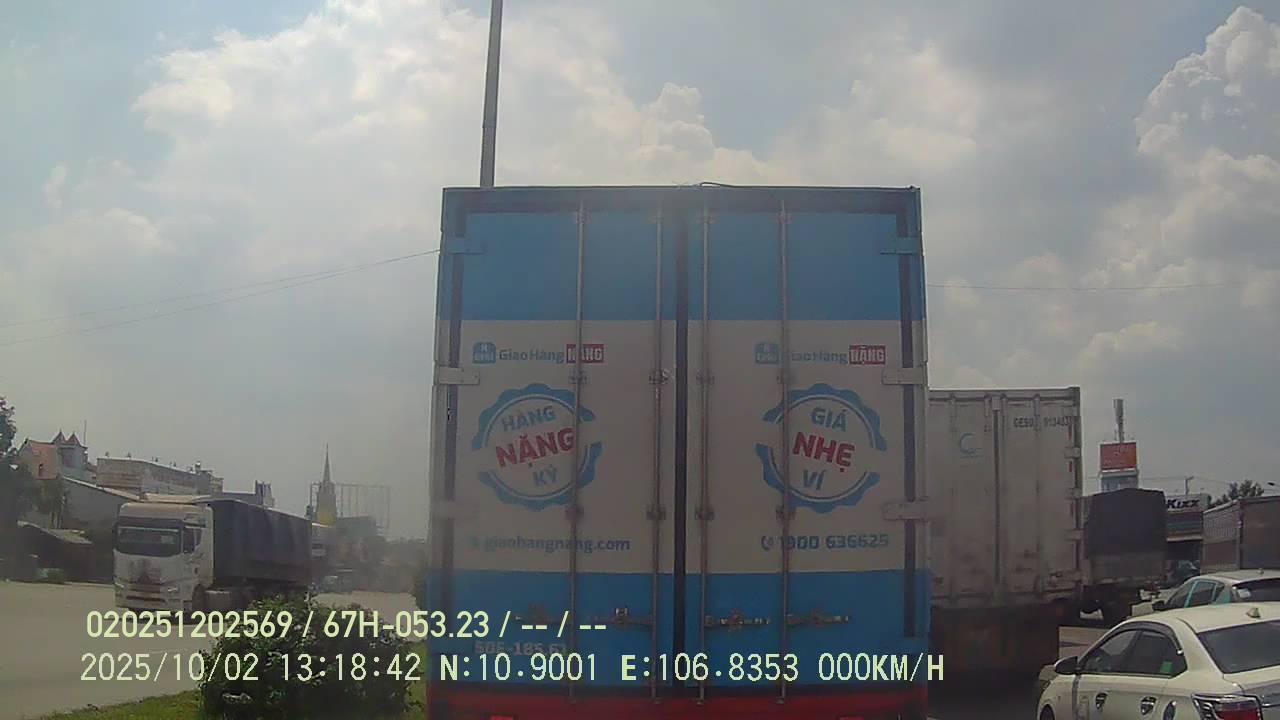 GiaoHàng NẶNG
GiaoHàng NẶNG
HÀNG
NẶNG
KÝ
GIÁ
NHẸ
VÍ
giaohangnang.com
1900 636625
Kixx
020251202569 / 67H-053.23 / -- / --
2025/10/02 13:18:42 N:10.9001 E:106.8353 000KM/H